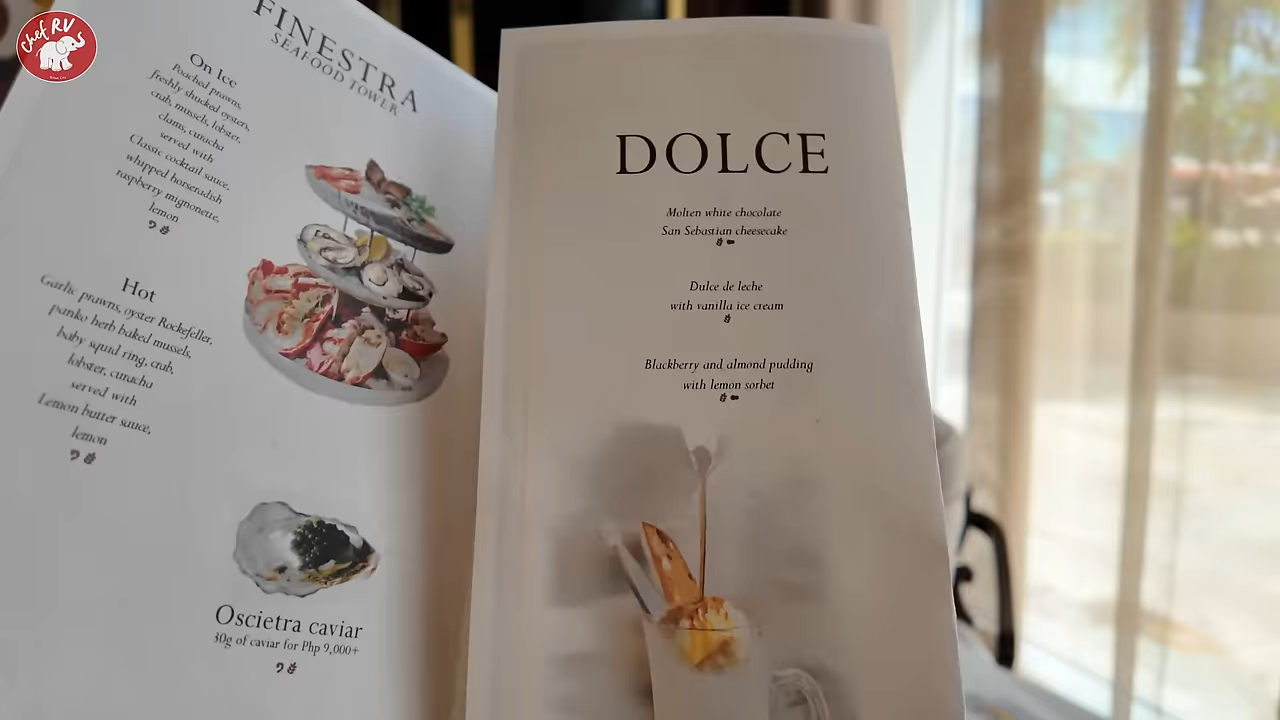 Chef RV
FINESTRA
SEAFOOD TOWER
On Ice
Poached prawns,
freshly shucked oysters,
crab, mussels, lobster,
clams, curacha
served with
Classic cocktail sauce,
whipped horseradish
raspberry mignonette,
lemon
Hot
Garlic prawns, oyster Rockefeller,
panko herb baked mussels,
baby squid ring, crab,
lobster, curacha
served with
Lemon butter sauce,
lemon
Oscietra caviar
30g of caviar for Php 9,000+
DOLCE
Molten white chocolate
San Sebastian cheesecake
Dulce de leche
with vanilla ice cream
Blackberry and almond pudding
with lemon sorbet